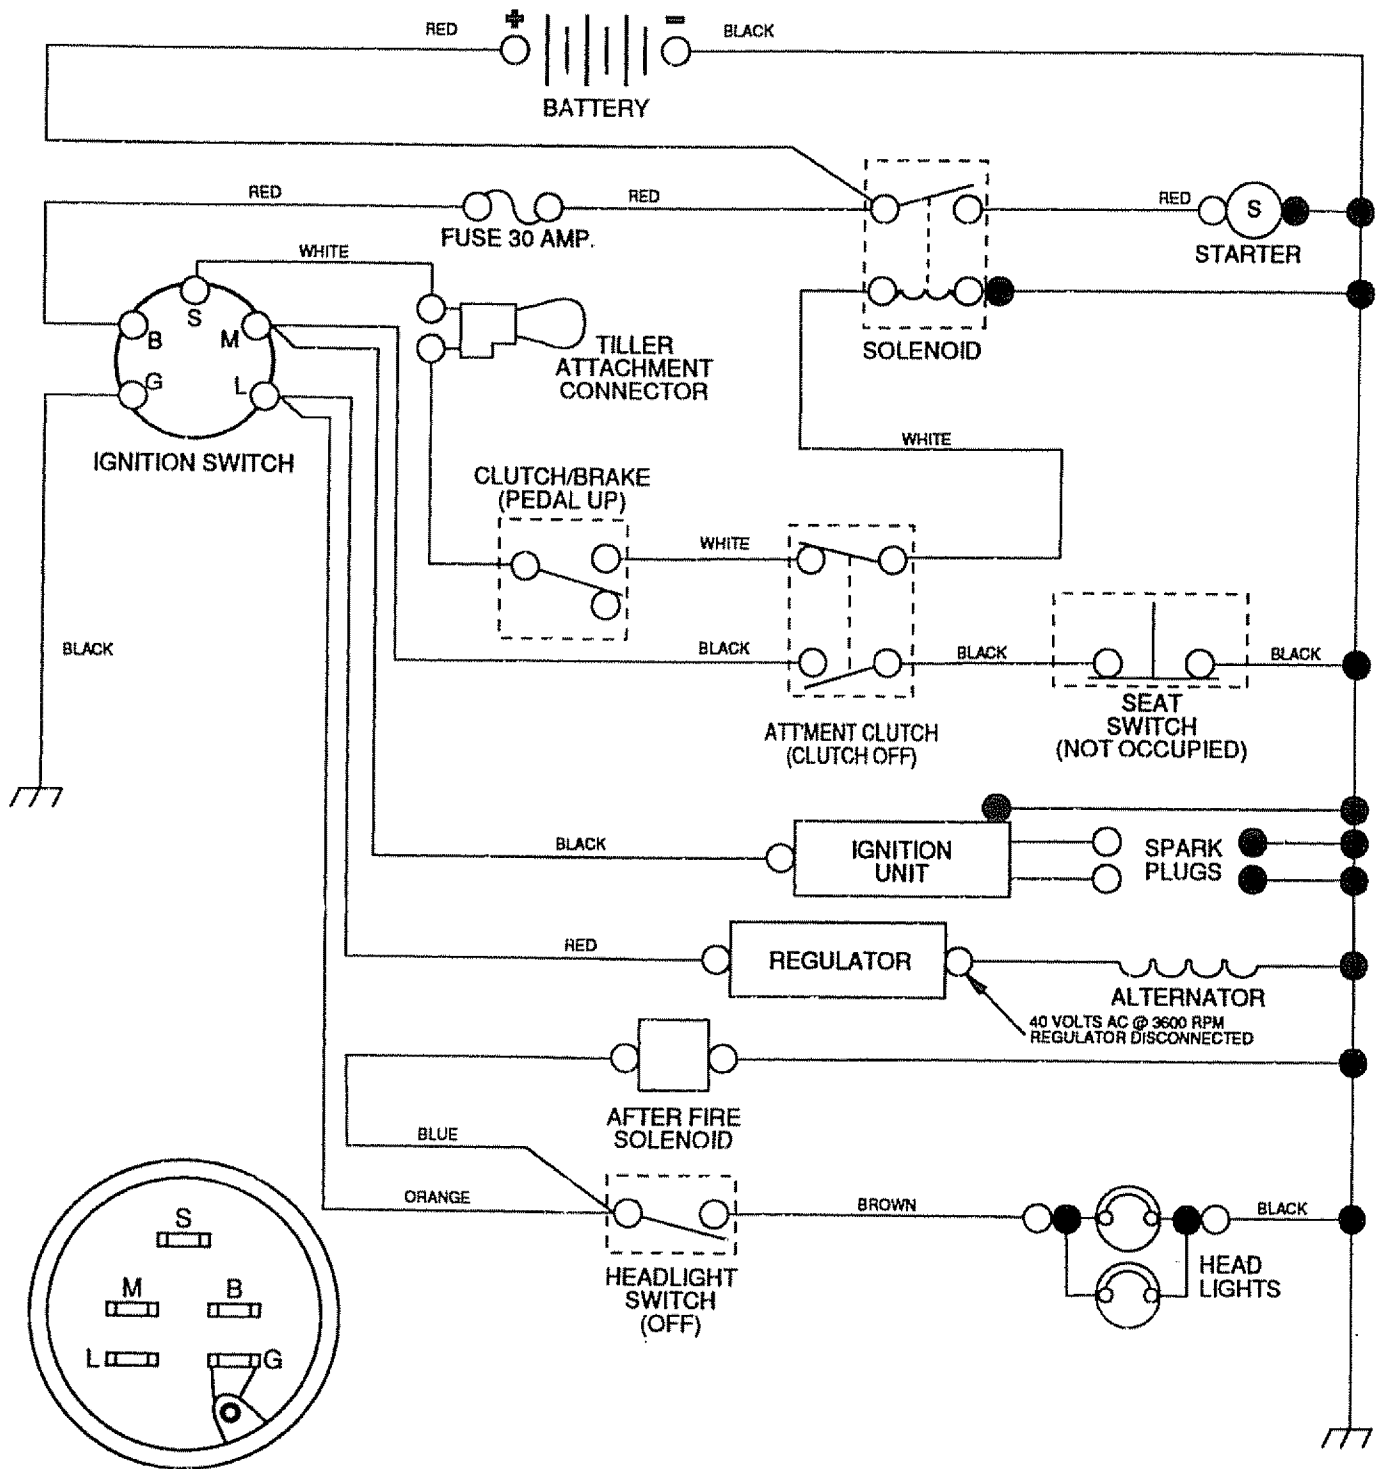 RED
+
-
BLACK
BATTERY
RED
RED
FUSE 30 AMP.
RED
S
STARTER
WHITE
S
B
M
G
L
IGNITION SWITCH
TILLER
ATTACHMENT
CONNECTOR
SOLENOID
WHITE
CLUTCH/BRAKE
(PEDAL UP)
WHITE
BLACK
BLACK
BLACK
BLACK
ATT'MENT CLUTCH
(CLUTCH OFF)
SEAT
SWITCH
(NOT OCCUPIED)
BLACK
IGNITION
UNIT
SPARK
PLUGS
RED
REGULATOR
ALTERNATOR
40 VOLTS AC @ 3600 RPM
REGULATOR DISCONNECTED
AFTER FIRE
SOLENOID
BLUE
ORANGE
BROWN
BLACK
HEADLIGHT
SWITCH
(OFF)
HEAD
LIGHTS
S
M
B
L
G